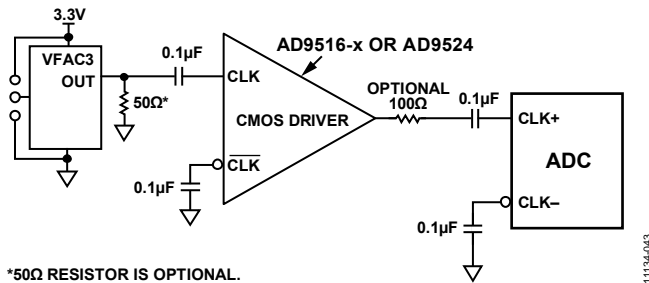 3.3V
VFAC3
OUT
50Ω*
0.1µF
CLK
AD9516-x OR AD9524
CMOS DRIVER
CLK
0.1µF
OPTIONAL
100Ω
0.1µF
CLK+
ADC
CLK–
0.1µF
*50Ω RESISTOR IS OPTIONAL.
11134-043